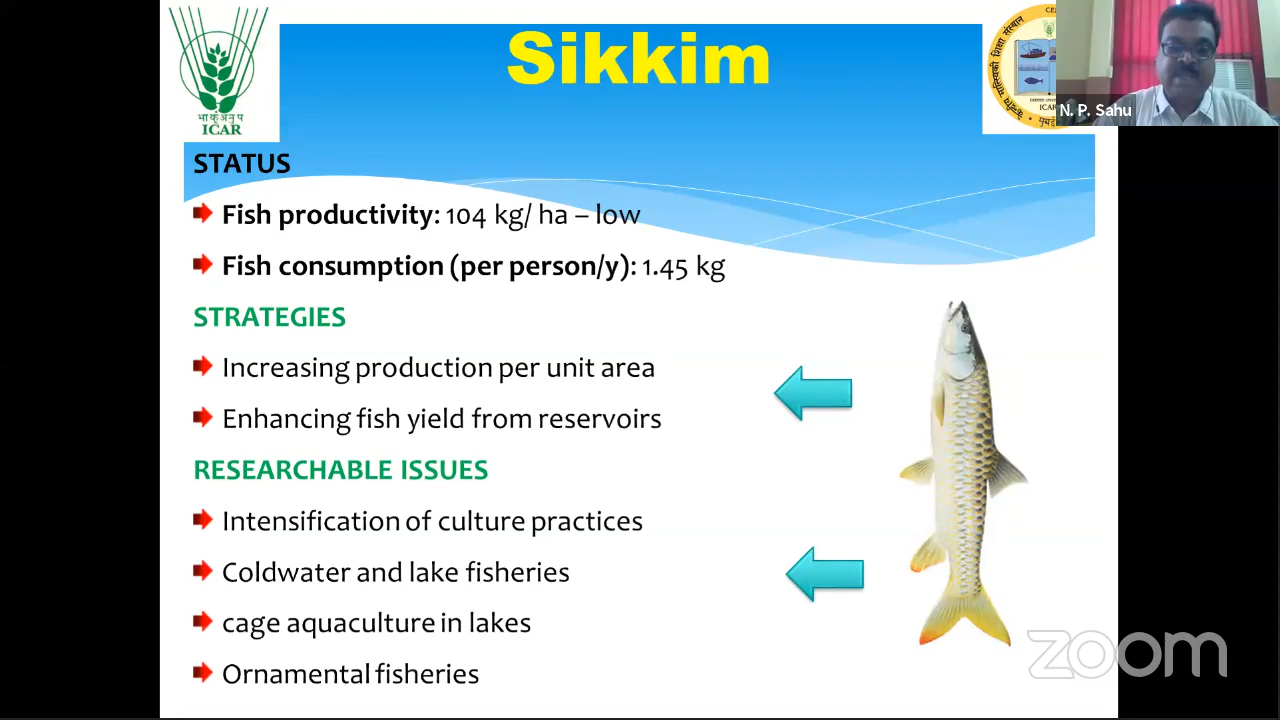 Sikkim
भाकृअनुप
ICAR
N. P. Sahu
STATUS
Fish productivity: 104 kg/ ha – low
Fish consumption (per person/y): 1.45 kg
STRATEGIES
Increasing production per unit area
Enhancing fish yield from reservoirs
RESEARCHABLE ISSUES
Intensification of culture practices
Coldwater and lake fisheries
cage aquaculture in lakes
Ornamental fisheries
zoom